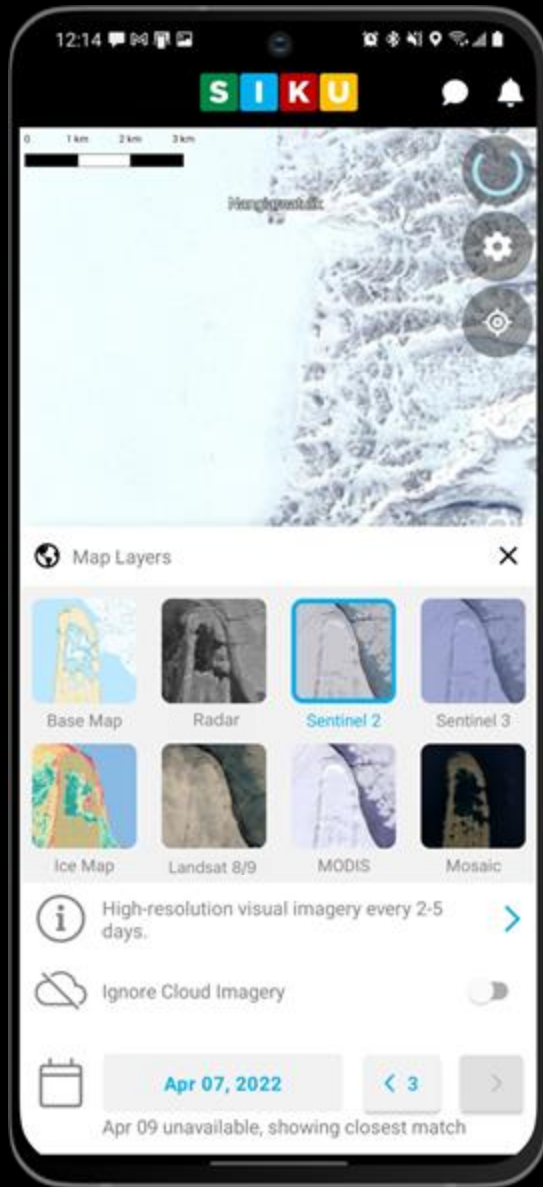 12:14
SIKU
0 1 km 2 km 3 km
Map Layers
Base Map Radar Sentinel 2 Sentinel 3
Ice Map Landsat 8/9 MODIS Mosaic
High-resolution visual imagery every 2-5
days.
Ignore Cloud Imagery
Apr 07, 2022 < 3 >
Apr 09 unavailable, showing closest match